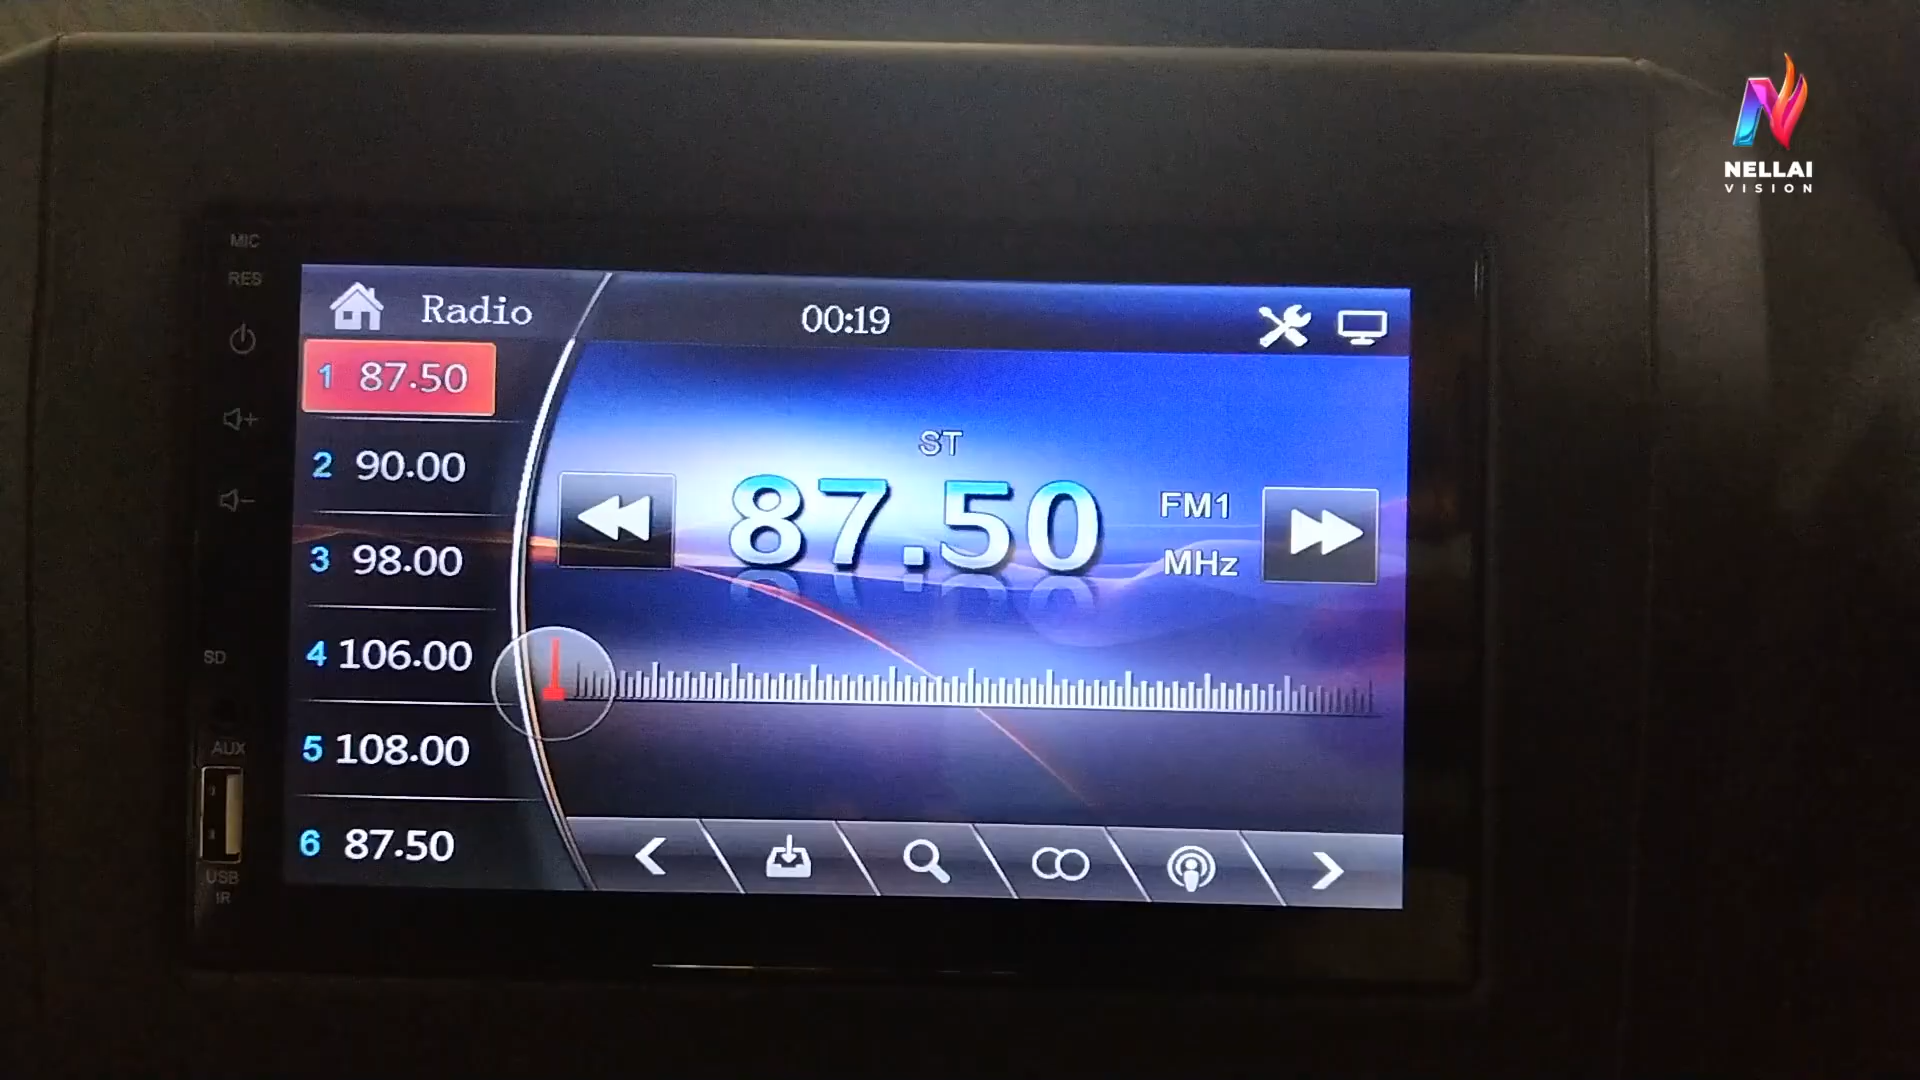 NELLAI
VISION
MIC
RES
Radio
00:19
1 87.50
2 90.00
3 98.00
4 106.00
5 108.00
6 87.50
ST
87.50
FM1
MHz
SD
AUX
USB
IR